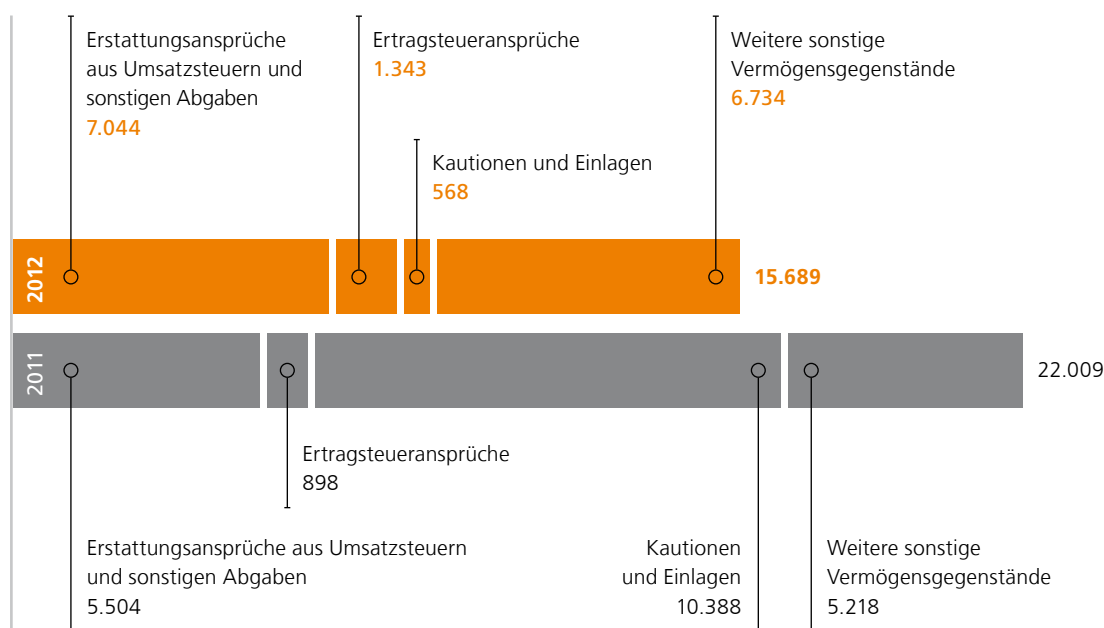 Erstattungsansprüche
aus Umsatzsteuern und
sonstigen Abgaben
7.044
Ertragsteueransprüche
1.343
Kautionen und Einlagen
568
Weitere sonstige
Vermögensgegenstände
6.734
2012
15.689
2011
22.009
Ertragsteueransprüche
898
Erstattungsansprüche aus Umsatzsteuern
und sonstigen Abgaben
5.504
Kautionen
und Einlagen
10.388
Weitere sonstige
Vermögensgegenstände
5.218